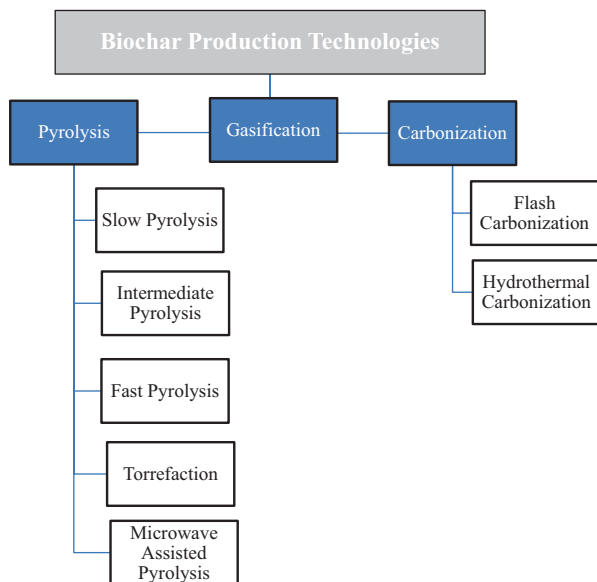 Biochar Production Technologies
Pyrolysis
Gasification
Carbonization
Slow Pyrolysis
Intermediate
Pyrolysis
Fast Pyrolysis
Torrefaction
Microwave
Assisted
Pyrolysis
Flash
Carbonization
Hydrothermal
Carbonization